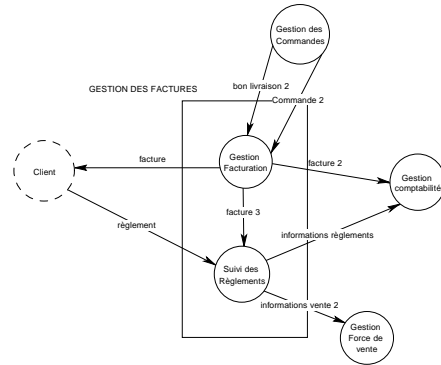 Gestion des
Commandes
bon livraison 2
GESTION DES FACTURES
Commande 2
Gestion
Facturation
facture
facture 2
Client
Gestion
comptabilité
facture 3
règlement
informations règlements
Suivi des
Règlements
informations vente 2
Gestion
Force de
vente